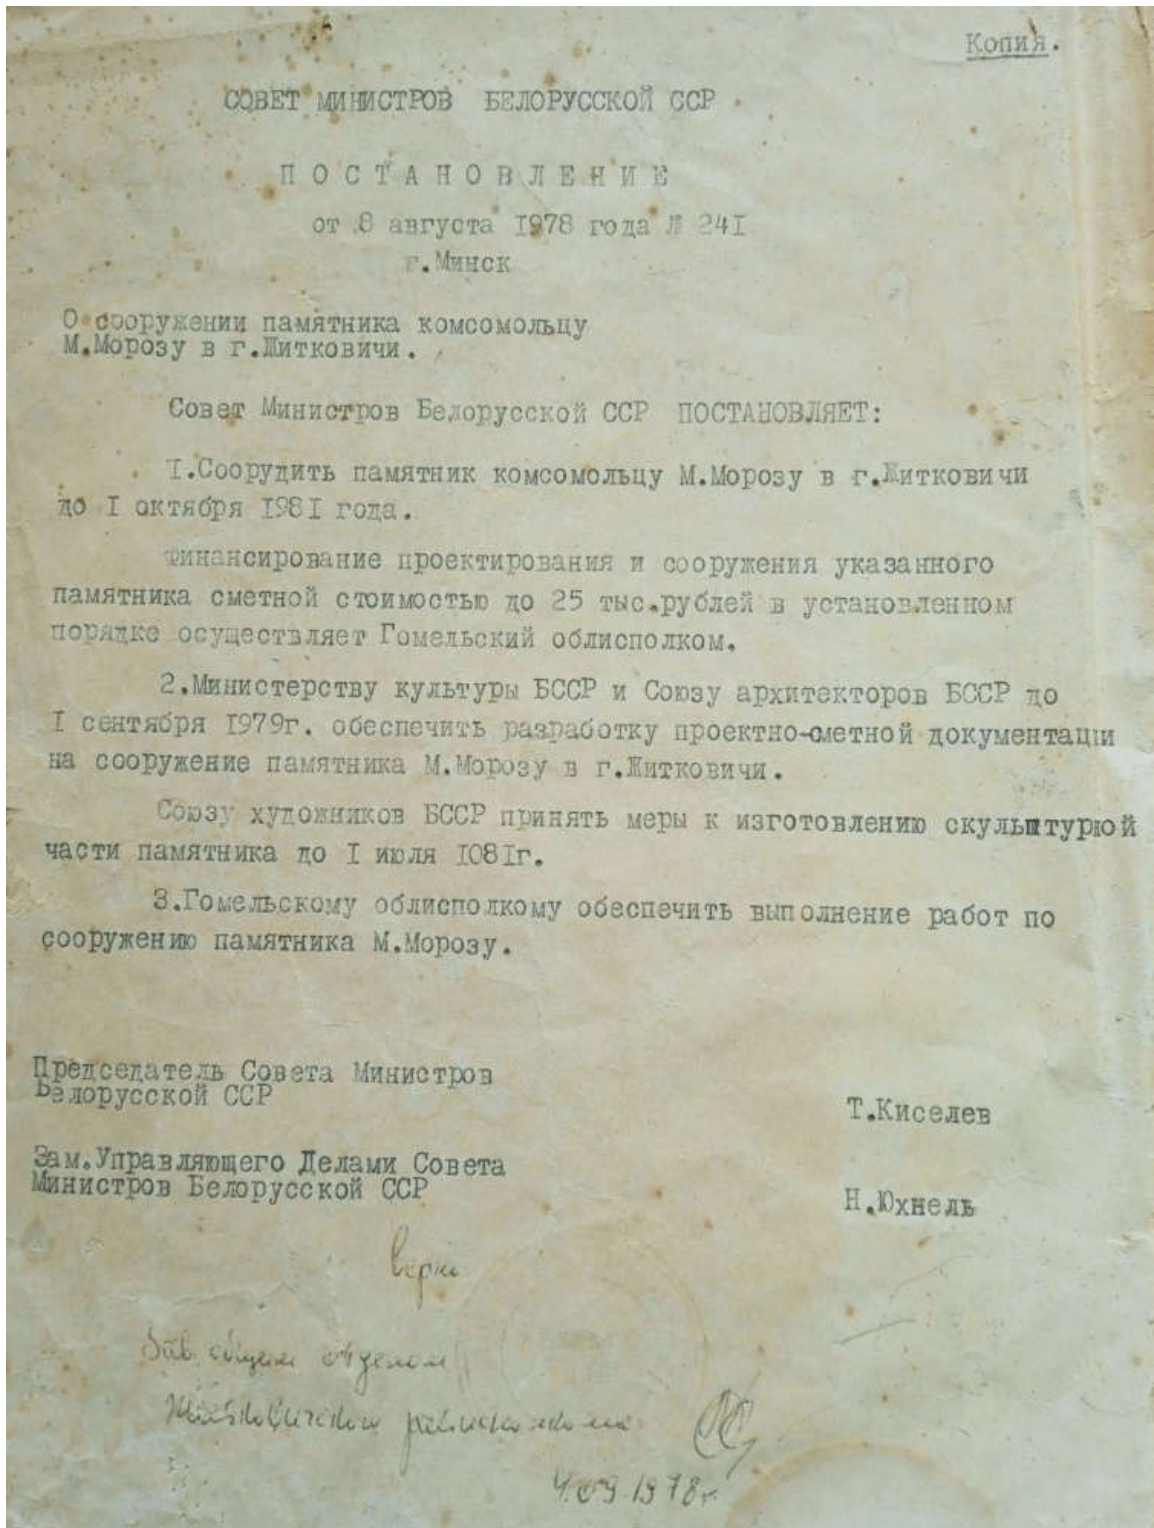 Копия.
СОВЕТ МИНИСТРОВ БЕЛОРУССКОЙ ССР
ПОСТАНОВЛЕНИЕ
от 8 августа 1978 года № 241
г.Минск
О сооружении памятника комсомольцу
М.Морозу в г.Житковичи.
Совет Министров Белорусской ССР ПОСТАНОВЛЯЕТ:
1.Соорудить памятник комсомольцу М.Морозу в г.Житковичи
до 1 октября 1981 года.
Финансирование проектирования и сооружения указанного
памятника сметной стоимостью до 25 тыс.рублей в установленном
порядке осуществляет Гомельский облисполком.
2.Министерству культуры БССР и Союзу архитекторов БССР до
1 сентября 1979г. обеспечить разработку проектно-сметной документации
на сооружение памятника М.Морозу в г.Житковичи.
Союзу художников БССР принять меры к изготовлению скульптурной
части памятника до 1 июля 1081г.
3.Гомельскому облисполкому обеспечить выполнение работ по
сооружению памятника М.Морозу.
Председатель Совета Министров
Белорусской ССР
Т.Киселев
Зам.Управляющего Делами Совета
Министров Белорусской ССР
Н.Юхнель
верно
Зав. общим отделом
Житковичского райисполкома
4.09.1978г.